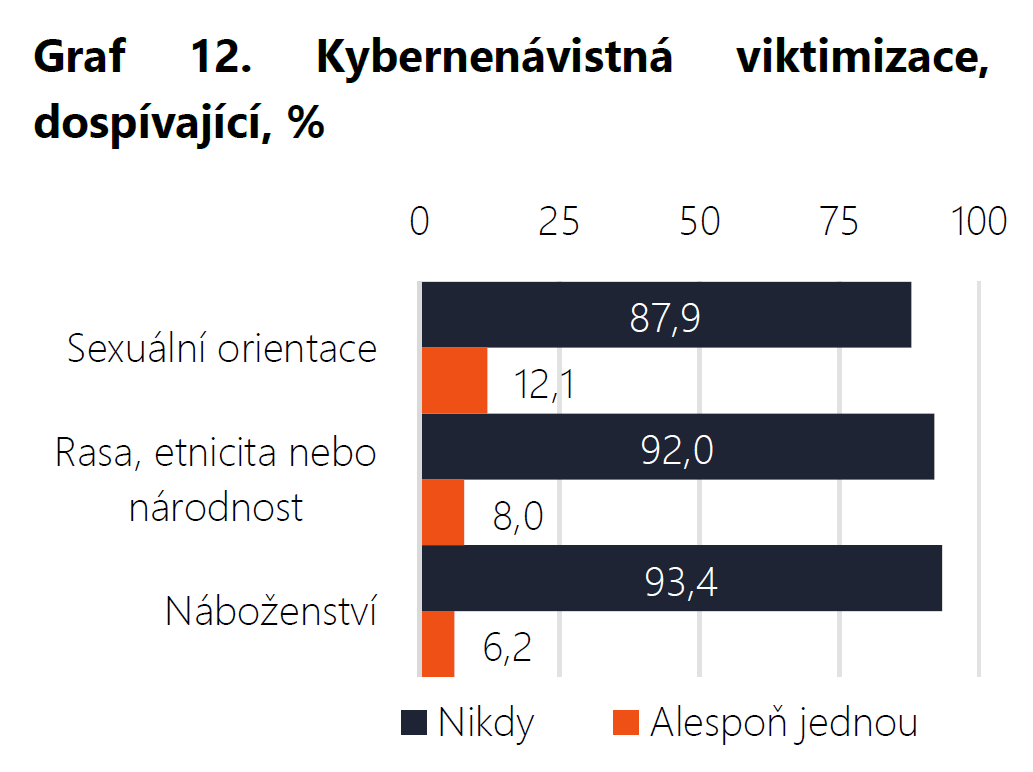 Graf 12. Kybernenávistná viktimizace,
dospívající, %
0 25 50 75 100
Sexuální orientace
87,9
12,1
Rasa, etnicita nebo
národnost
92,0
8,0
Náboženství
93,4
6,2
Nikdy Alespoň jednou